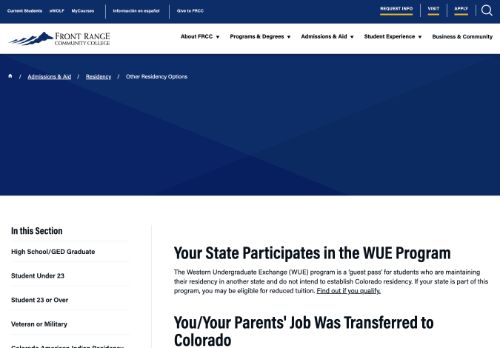 Current Students eWOLF MyCourses Información en español Give to FRCC REQUEST INFO VISIT APPLY
FRONT RANGE
COMMUNITY COLLEGE
About FRCC ▼ Programs & Degrees ▼ Admissions & Aid ▼ Student Experience ▼ Business & Community
/ Admissions & Aid / Residency / Other Residency Options
In this Section
High School/GED Graduate
Student Under 23
Student 23 or Over
Veteran or Military
Colorado American Indian Residency
Your State Participates in the WUE Program
The Western Undergraduate Exchange (WUE) program is a 'guest pass' for students who are maintaining
their residency in another state and do not intend to establish Colorado residency. If your state is part of this
program, you may be eligible for reduced tuition. Find out if you qualify.
You/Your Parents' Job Was Transferred to
Colorado